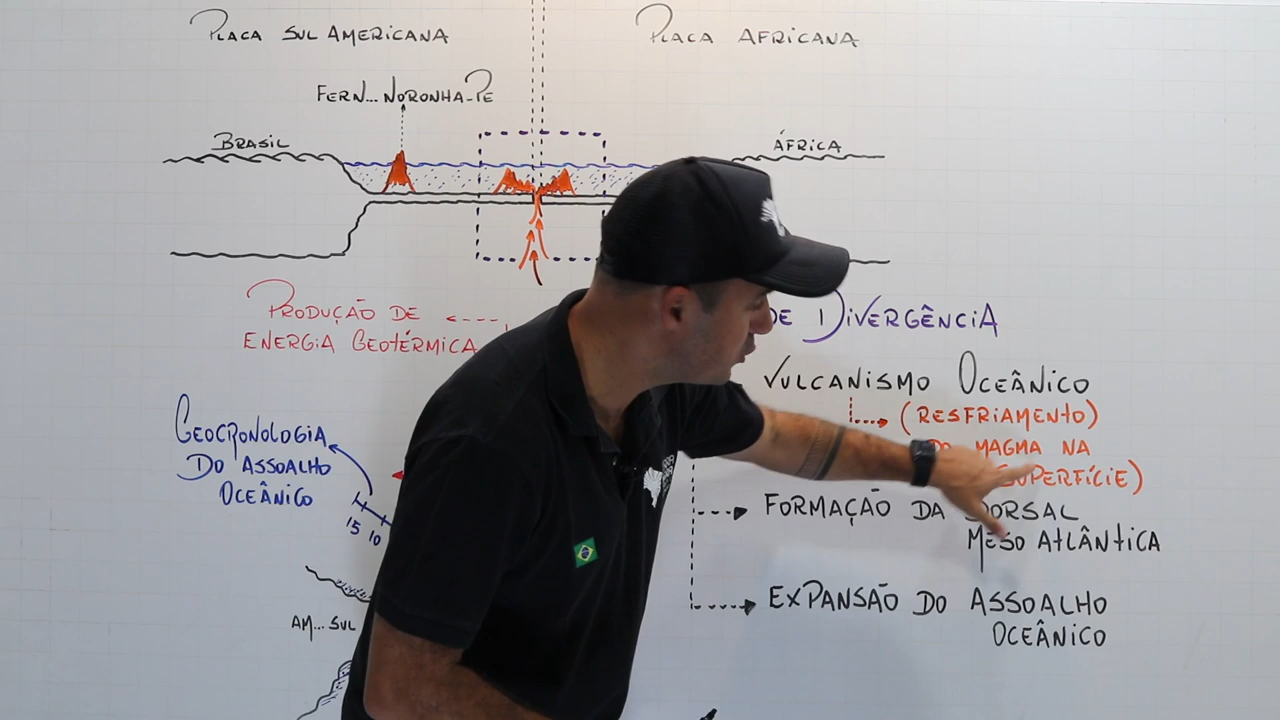 PLACA SUL AMERICANA
PLACA AFRICANA
FERN... NORONHA-PE
BRASIL
ÁFRICA
PRODUÇÃO DE
ENERGIA GEOTÉRMICA
DE DIVERGÊNCIA
VULCANISMO OCEÂNICO
(RESFRIAMENTO)
DO MAGMA NA
SUPERFÍCIE)
GEOCRONOLOGIA
DO ASSOALHO
OCEÂNICO
15 10
FORMAÇÃO DA DORSAL
MESO ATLÂNTICA
AM... SUL
EXPANSÃO DO ASSOALHO
OCEÂNICO